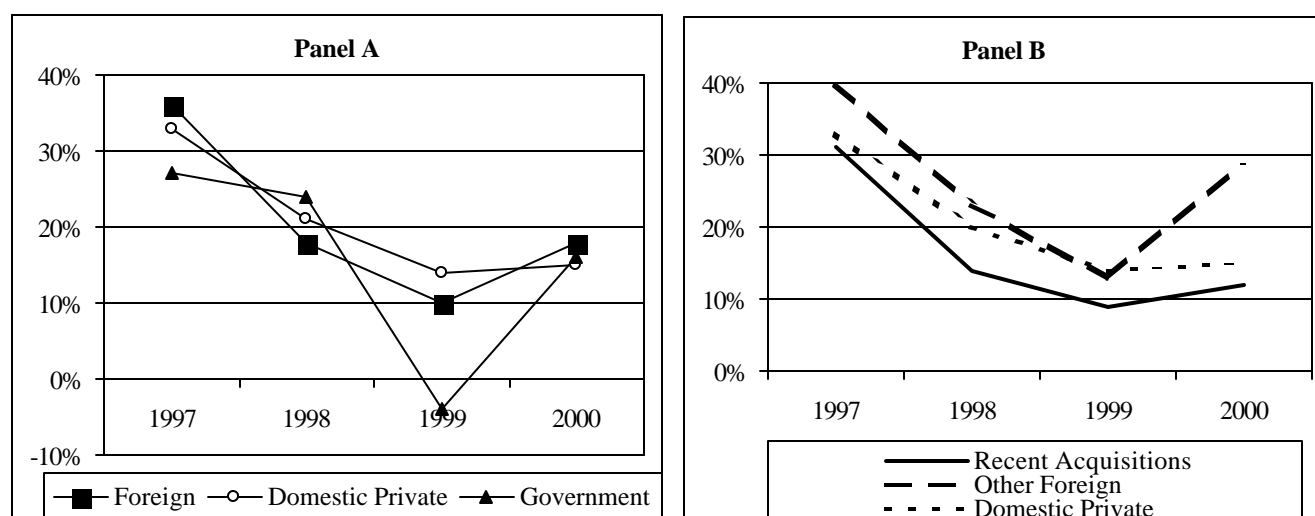 Panel A
40%
30%
20%
10%
0%
-10%
1997 1998 1999 2000
Foreign Domestic Private Government
Panel B
40%
30%
20%
10%
0%
1997 1998 1999 2000
Recent Acquisitions
Other Foreign
Domestic Private